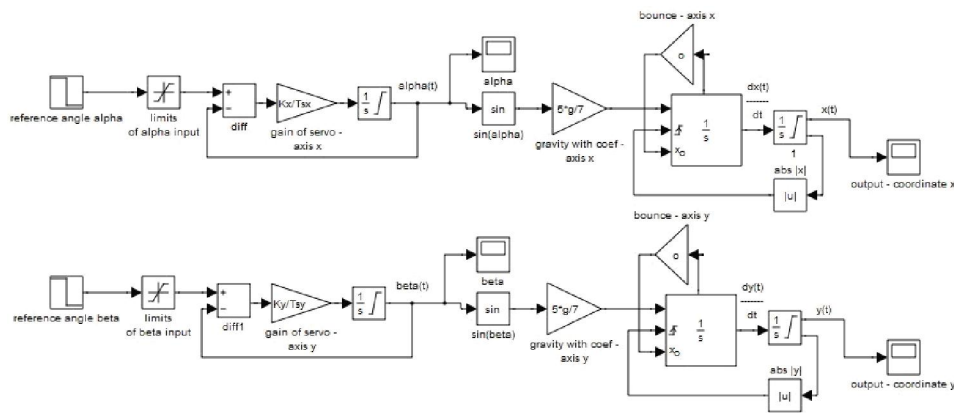 bounce - axis x
o
reference angle alpha
limits
of alpha input
+
−
diff
Kx/Tsx
gain of servo -
axis x
1
s
alpha(t)
alpha
sin
sin(alpha)
5*g/7
gravity with coef -
axis x
1
s
xo
dx(t)
------
dt
1
s
1
x(t)
abs |x|
|u|
output - coordinate x
bounce - axis y
o
reference angle beta
limits
of beta input
+
−
diff1
Ky/Tsy
gain of servo -
axis y
1
s
beta(t)
beta
sin
sin(beta)
5*g/7
gravity with coef -
axis y
1
s
xo
dy(t)
------
dt
1
s
y(t)
abs |y|
|u|
output - coordinate y